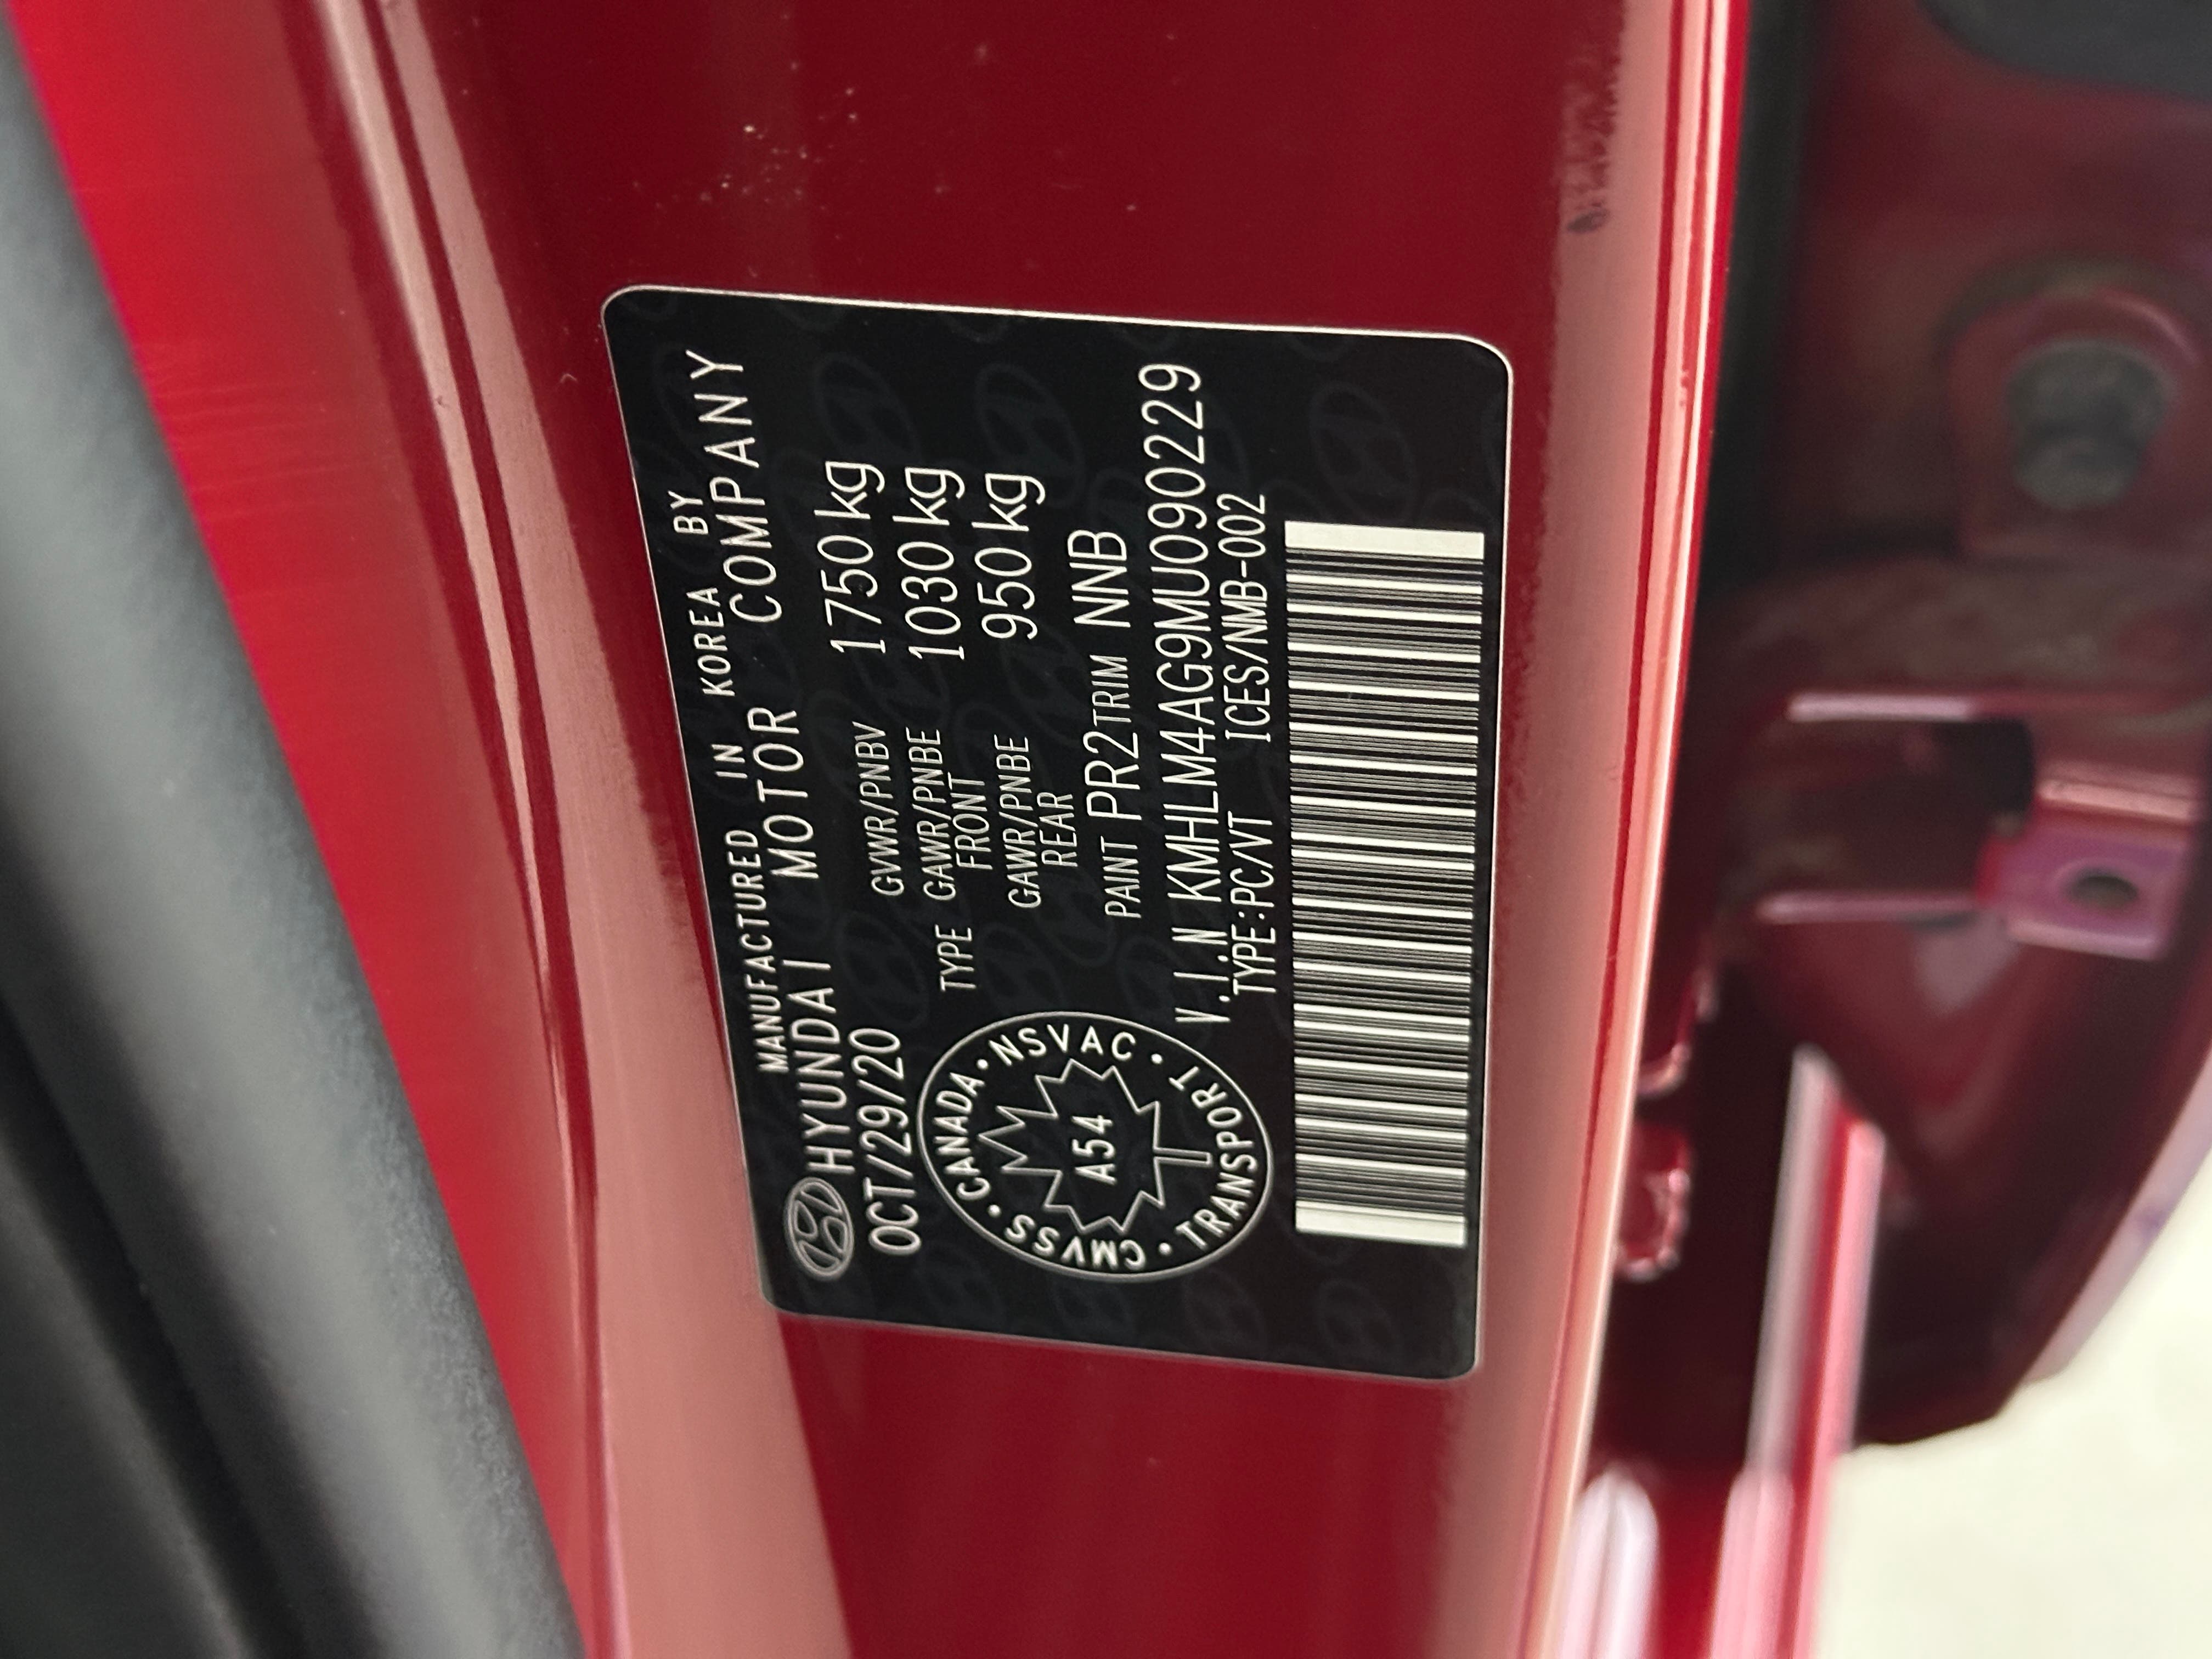 MANUFACTURED IN KOREA BY
HYUNDAI MOTOR COMPANY
OCT/29/20
GVWR/PNBV 1750 kg
TYPE GAWR/PNBE FRONT 1030 kg
GAWR/PNBE REAR 950 kg
PAINT PR2 TRIM NNB
V.I.N KMHLM4AG9MU090229
TYPE:PC/VT ICES/NMB-002
CMVSS • CANADA • NSVAC • TRANSPORT •
A54